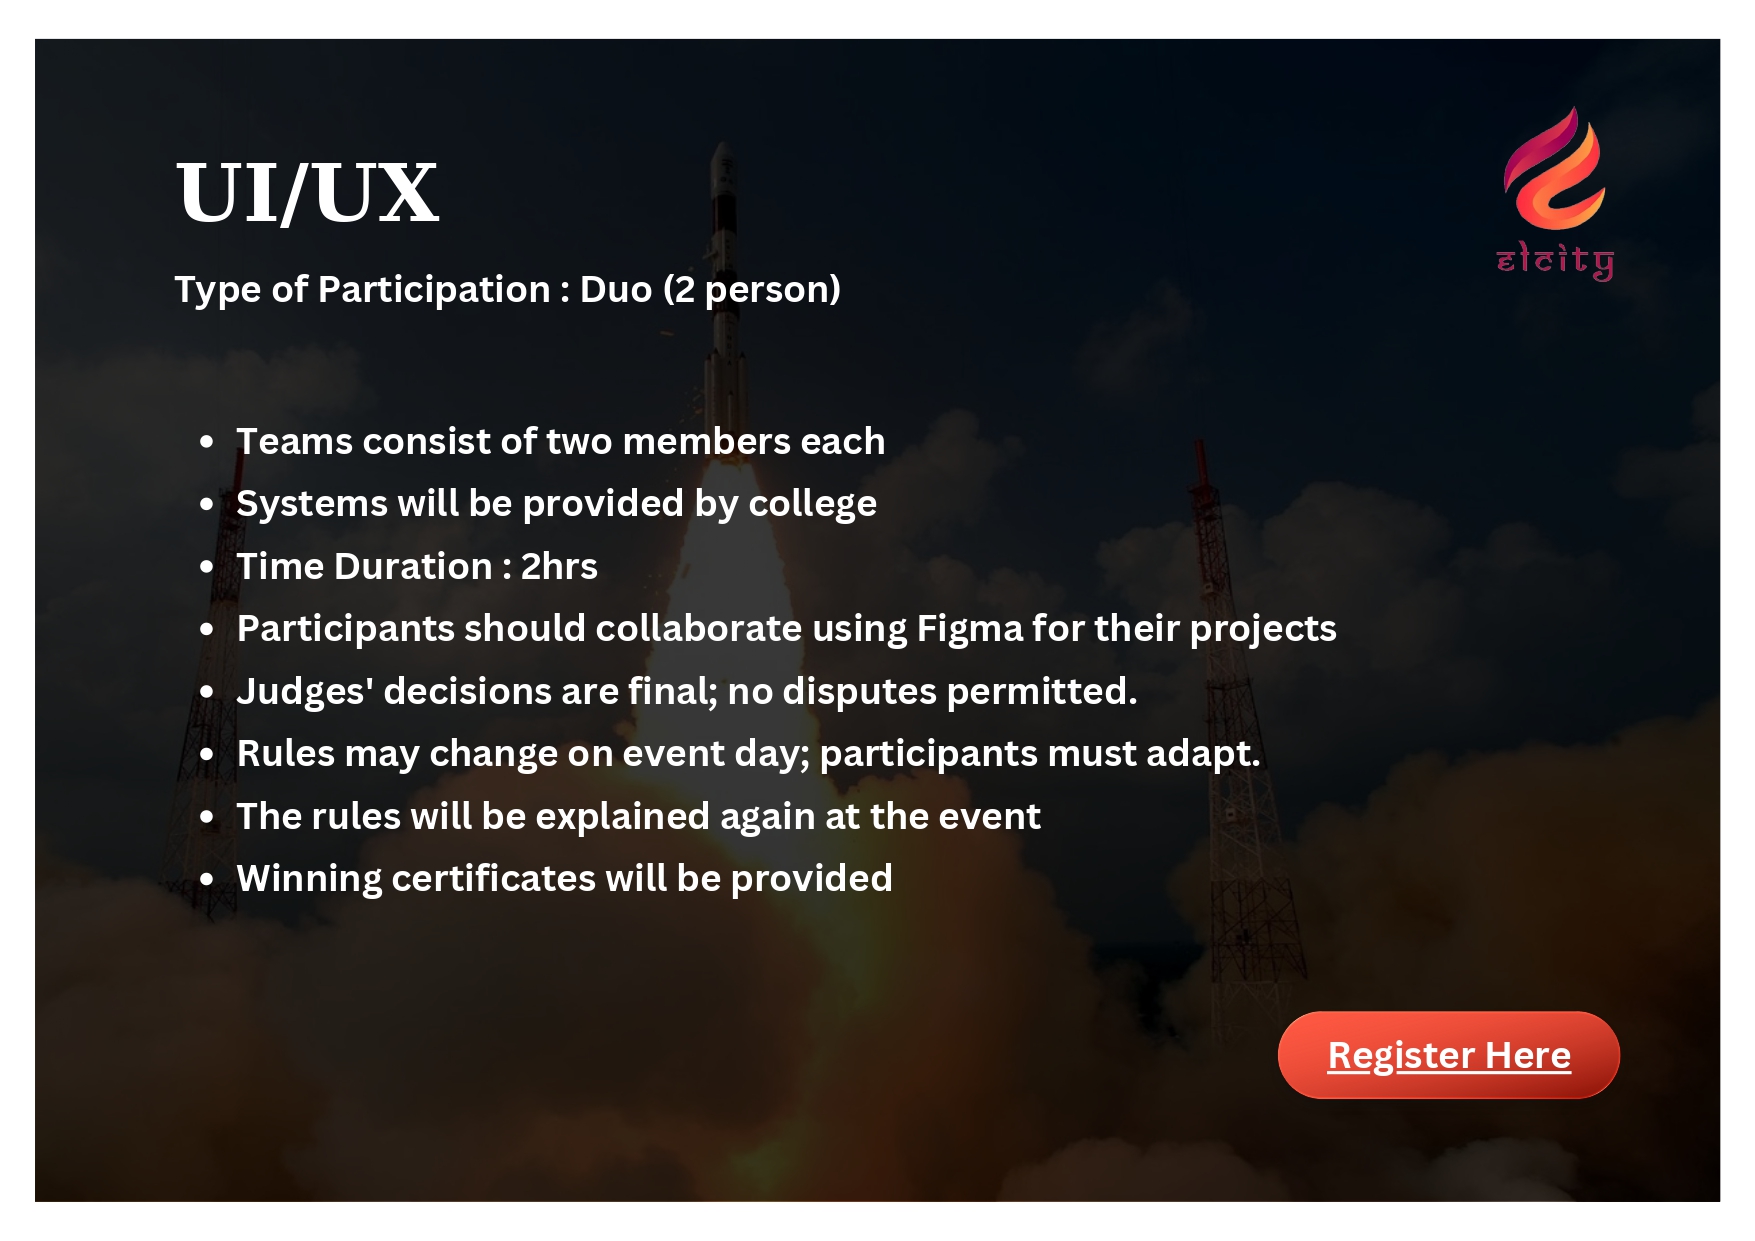 UI/UX
elcity
Type of Participation : Duo (2 person)
• Teams consist of two members each
• Systems will be provided by college
• Time Duration : 2hrs
• Participants should collaborate using Figma for their projects
• Judges' decisions are final; no disputes permitted.
• Rules may change on event day; participants must adapt.
• The rules will be explained again at the event
• Winning certificates will be provided
Register Here